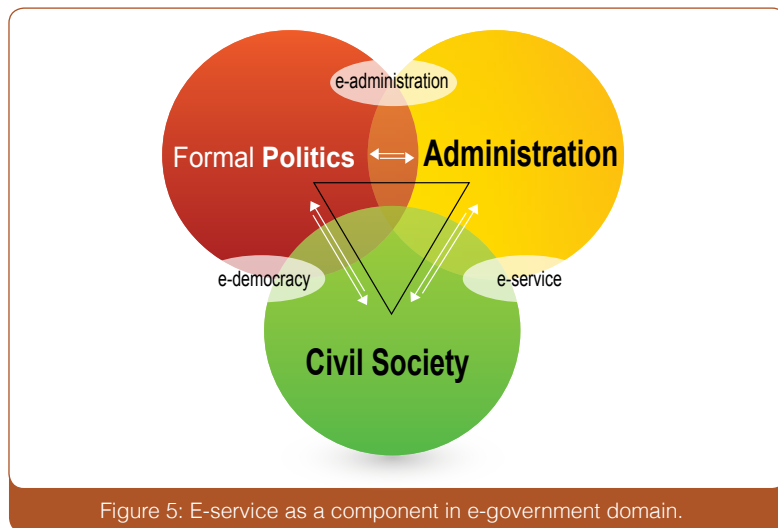 e-administration
Formal Politics
Administration
e-democracy
e-service
Civil Society
Figure 5: E-service as a component in e-government domain.